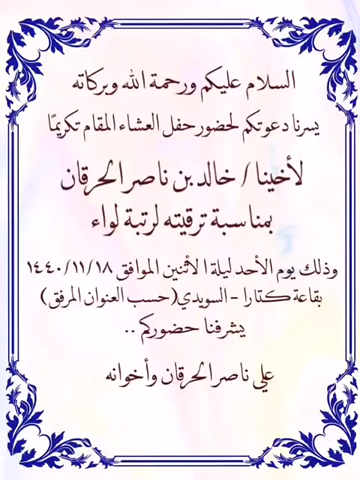 السلام عليكم ورحمة الله وبركاته
يسرنا دعوتكم لحضور حفل العشاء المقام تكريمًا
لأخينا / خالد بن ناصر الحرقان
بمناسبة ترقيته لرتبة لواء
وذلك يوم الأحد ليلة الأثنين الموافق ١٤٤٠/١١/١٨
بقاعة كتارا - السويدي (حسب العنوان المرفق)
يشرفنا حضوركم ..
علي ناصر الحرقان وأخوانه